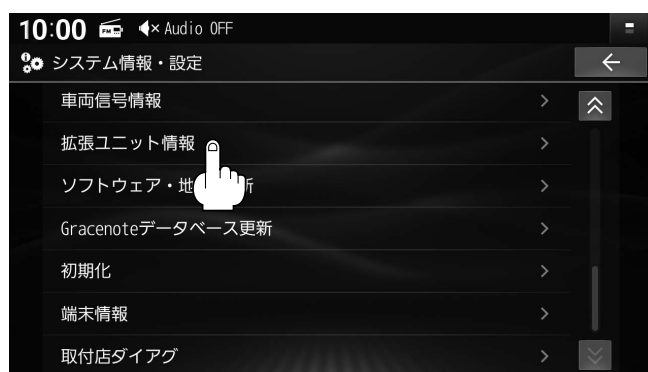 10:00 FM Audio OFF
システム情報・設定
車両信号情報
拡張ユニット情報
ソフトウェア・地
Gracenoteデータベース更新
初期化
端末情報
取付店ダイアグ